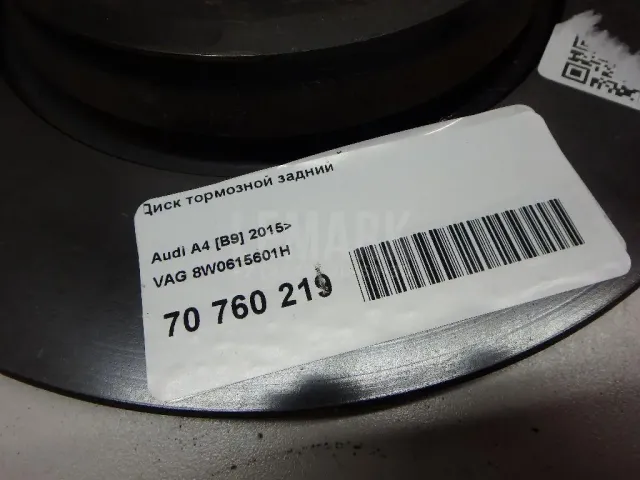 Диск тормозной задний
Audi A4 [B9] 2015>
VAG 8W0615601H
70 760 219